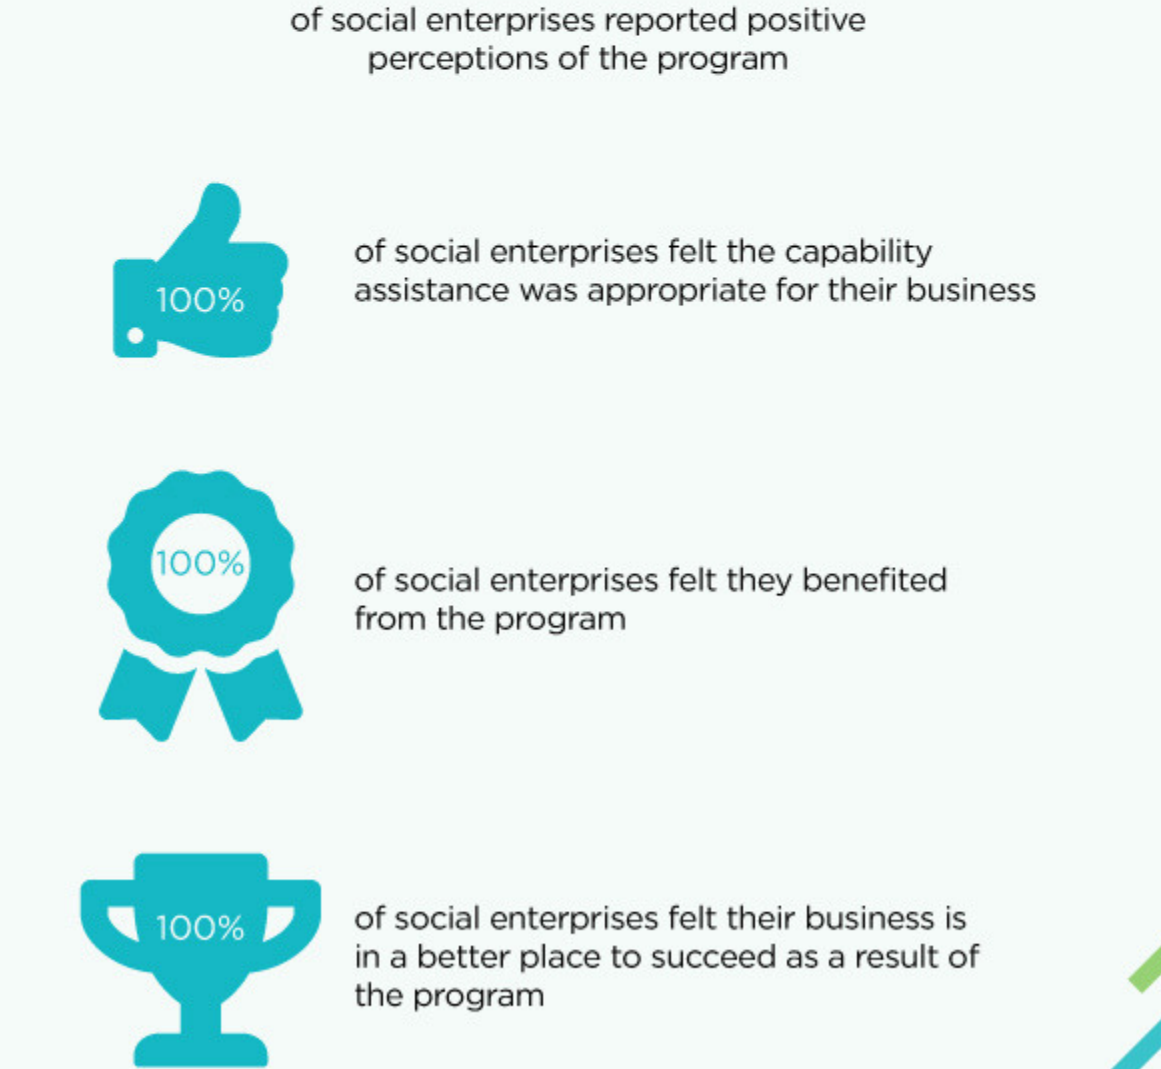 of social enterprises reported positive
perceptions of the program
100%
of social enterprises felt the capability
assistance was appropriate for their business
100%
of social enterprises felt they benefited
from the program
100%
of social enterprises felt their business is
in a better place to succeed as a result of
the program